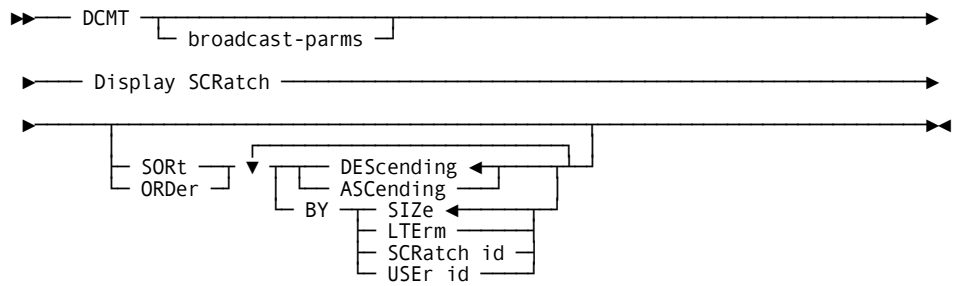 DCMT
broadcast-parms
Display SCRatch
SORt DEScending
ORDer ASCending
BY SIZe
LTErm
SCRatch id
USEr id